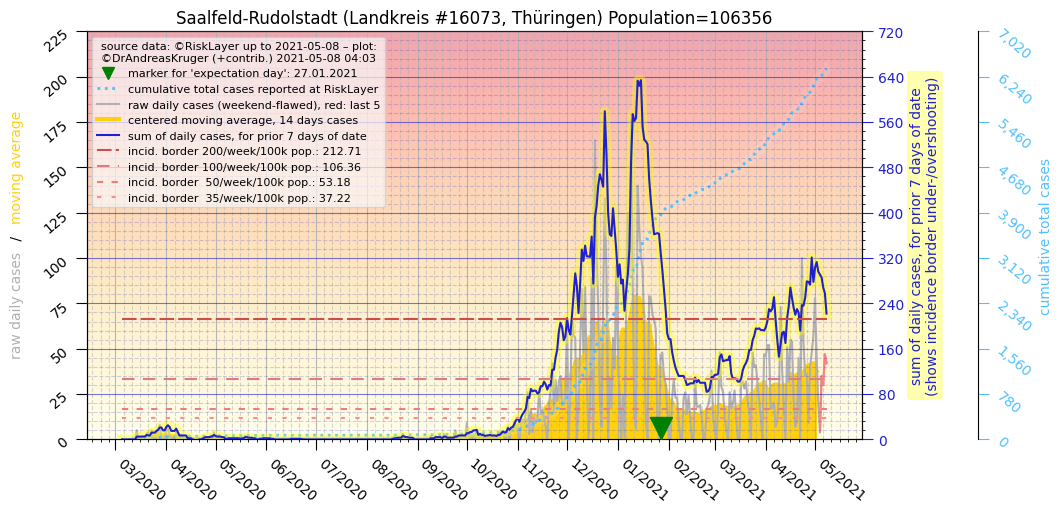 Saalfeld-Rudolstadt (Landkreis #16073, Thüringen) Population=106356
source data: ©RiskLayer up to 2021-05-08 – plot:
©DrAndreasKruger (+contrib.) 2021-05-08 04:03
marker for 'expectation day': 27.01.2021
cumulative total cases reported at RiskLayer
raw daily cases (weekend-flawed), red: last 5
centered moving average, 14 days cases
sum of daily cases, for prior 7 days of date
incid. border 200/week/100k pop.: 212.71
incid. border 100/week/100k pop.: 106.36
incid. border  50/week/100k pop.: 53.18
incid. border  35/week/100k pop.: 37.22
raw daily cases / moving average
225
200
175
150
125
100
75
50
25
0
03/2020
04/2020
05/2020
06/2020
07/2020
08/2020
09/2020
10/2020
11/2020
12/2020
01/2021
02/2021
03/2021
04/2021
05/2021
720
640
560
480
400
320
240
160
80
0
sum of daily cases, for prior 7 days of date
(shows incidence border under-/overshooting)
7,020
6,240
5,460
4,680
3,900
3,120
2,340
1,560
780
0
cumulative total cases